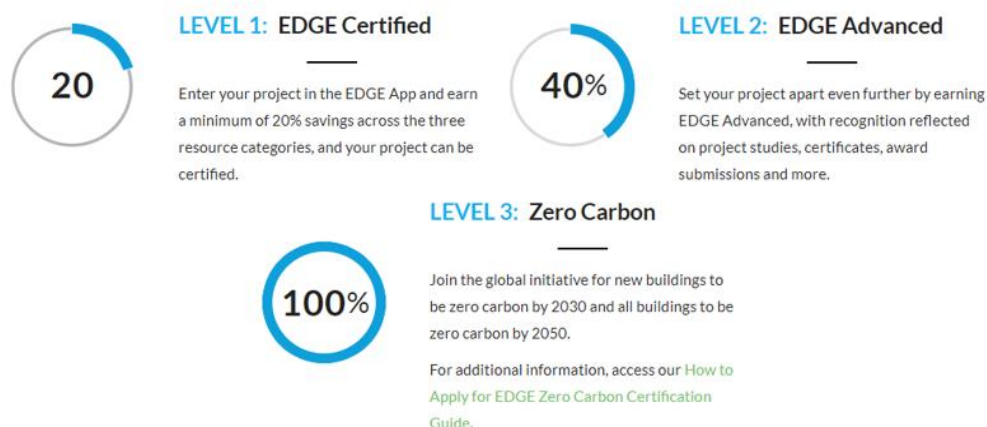 20
LEVEL 1: EDGE Certified
Enter your project in the EDGE App and earn
a minimum of 20% savings across the three
resource categories, and your project can be
certified.
40%
LEVEL 2: EDGE Advanced
Set your project apart even further by earning
EDGE Advanced, with recognition reflected
on project studies, certificates, award
submissions and more.
100%
LEVEL 3: Zero Carbon
Join the global initiative for new buildings to
be zero carbon by 2030 and all buildings to be
zero carbon by 2050.
For additional information, access our How to
Apply for EDGE Zero Carbon Certification
Guide.